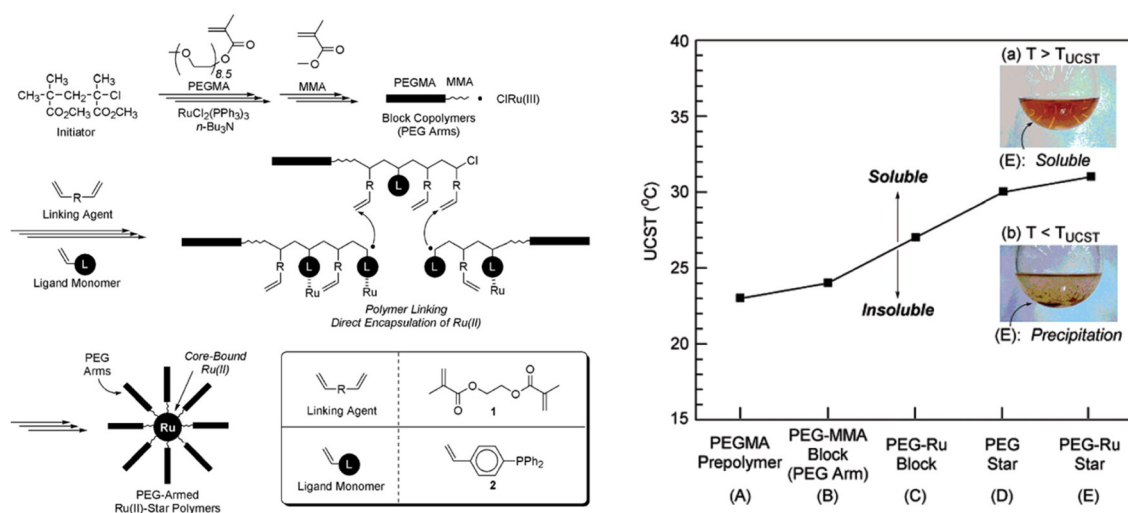 CH3 CH3
CH3–C–CH2–C–Cl
CO2CH3 CO2CH3
Initiator
O
O
O
8.5
PEGMA
RuCl2(PPh3)3
n-Bu3N
O
O
MMA
PEGMA MMA
• ClRu(III)
Block Copolymers
(PEG Arms)
R
Linking Agent
L
Ligand Monomer
Cl
R L R R
R L R L
Ru Ru
L R L
Ru
Polymer Linking
Direct Encapsulation of Ru(II)
PEG
Arms
Core-Bound
Ru(II)
Ru
PEG-Armed
Ru(II)-Star Polymers
R
Linking Agent
O
O
O
O
1
L
Ligand Monomer
PPh2
2
UCST (°C)
40
35
30
25
20
15
Soluble
Insoluble
(a) T > TUCST
(E): Soluble
(b) T < TUCST
(E): Precipitation
PEGMA
Prepolymer
(A)
PEG-MMA
Block
(PEG Arm)
(B)
PEG-Ru
Block
(C)
PEG
Star
(D)
PEG-Ru
Star
(E)